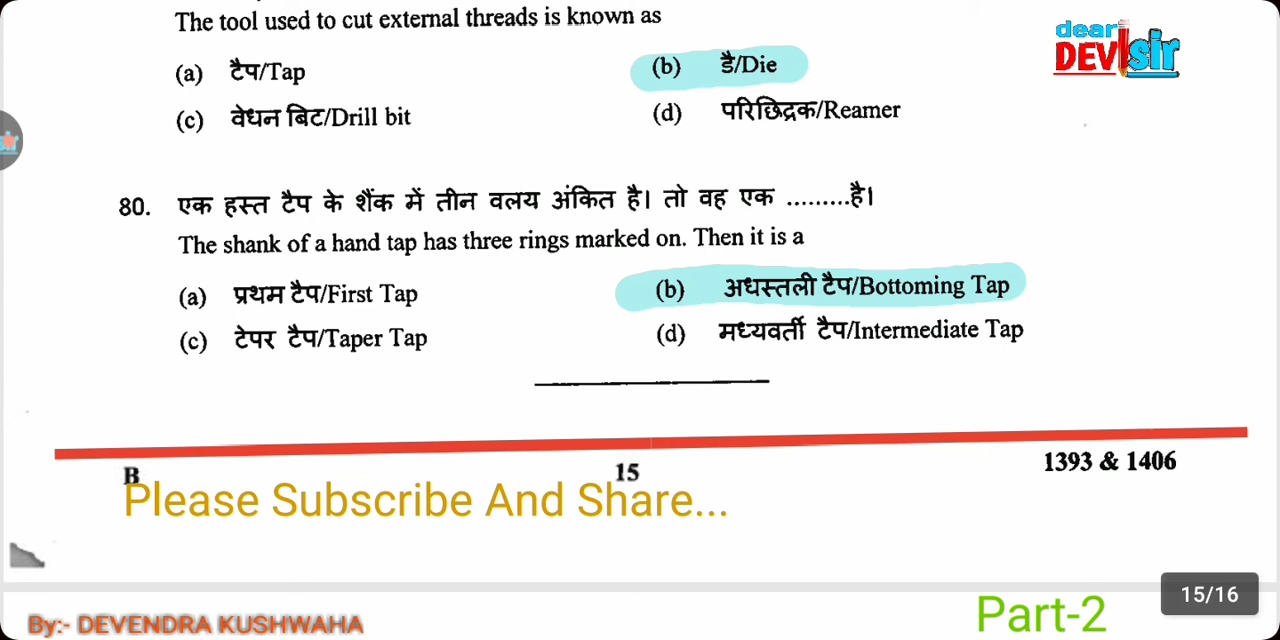 The tool used to cut external threads is known as
(a) टैप/Tap (b) डै/Die
(c) वेधन बिट/Drill bit (d) परिछिद्रक/Reamer
dear
DEVISir
80. एक हस्त टैप के शैंक में तीन वलय अंकित है। तो वह एक .........है।
The shank of a hand tap has three rings marked on. Then it is a
(a) प्रथम टैप/First Tap (b) अधस्तली टैप/Bottoming Tap
(c) टेपर टैप/Taper Tap (d) मध्यवर्ती टैप/Intermediate Tap
B 15 1393 & 1406
Please Subscribe And Share...
15/16
By:- DEVENDRA KUSHWAHA
Part-2